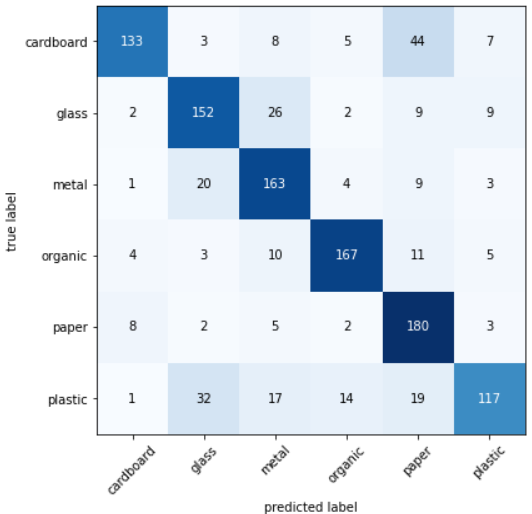 cardboard 133 3 8 5 44 7
glass 2 152 26 2 9 9
metal 1 20 163 4 9 3
organic 4 3 10 167 11 5
paper 8 2 5 2 180 3
plastic 1 32 17 14 19 117
true label
cardboard glass metal organic paper plastic
predicted label